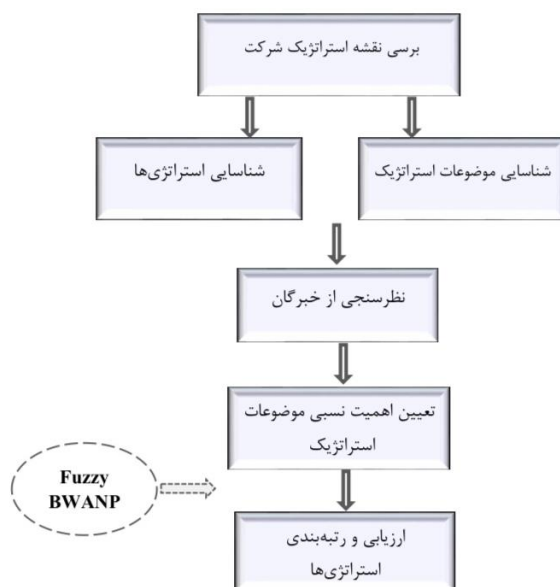 برسی نقشه استراتژیک شرکت
شناسایی موضوعات استراتژیک
شناسایی استراتژی‌ها
نظرسنجی از خبرگان
تعیین اهمیت نسبی موضوعات
استراتژیک
Fuzzy
BWANP
ارزیابی و رتبه‌بندی
استراتژی‌ها